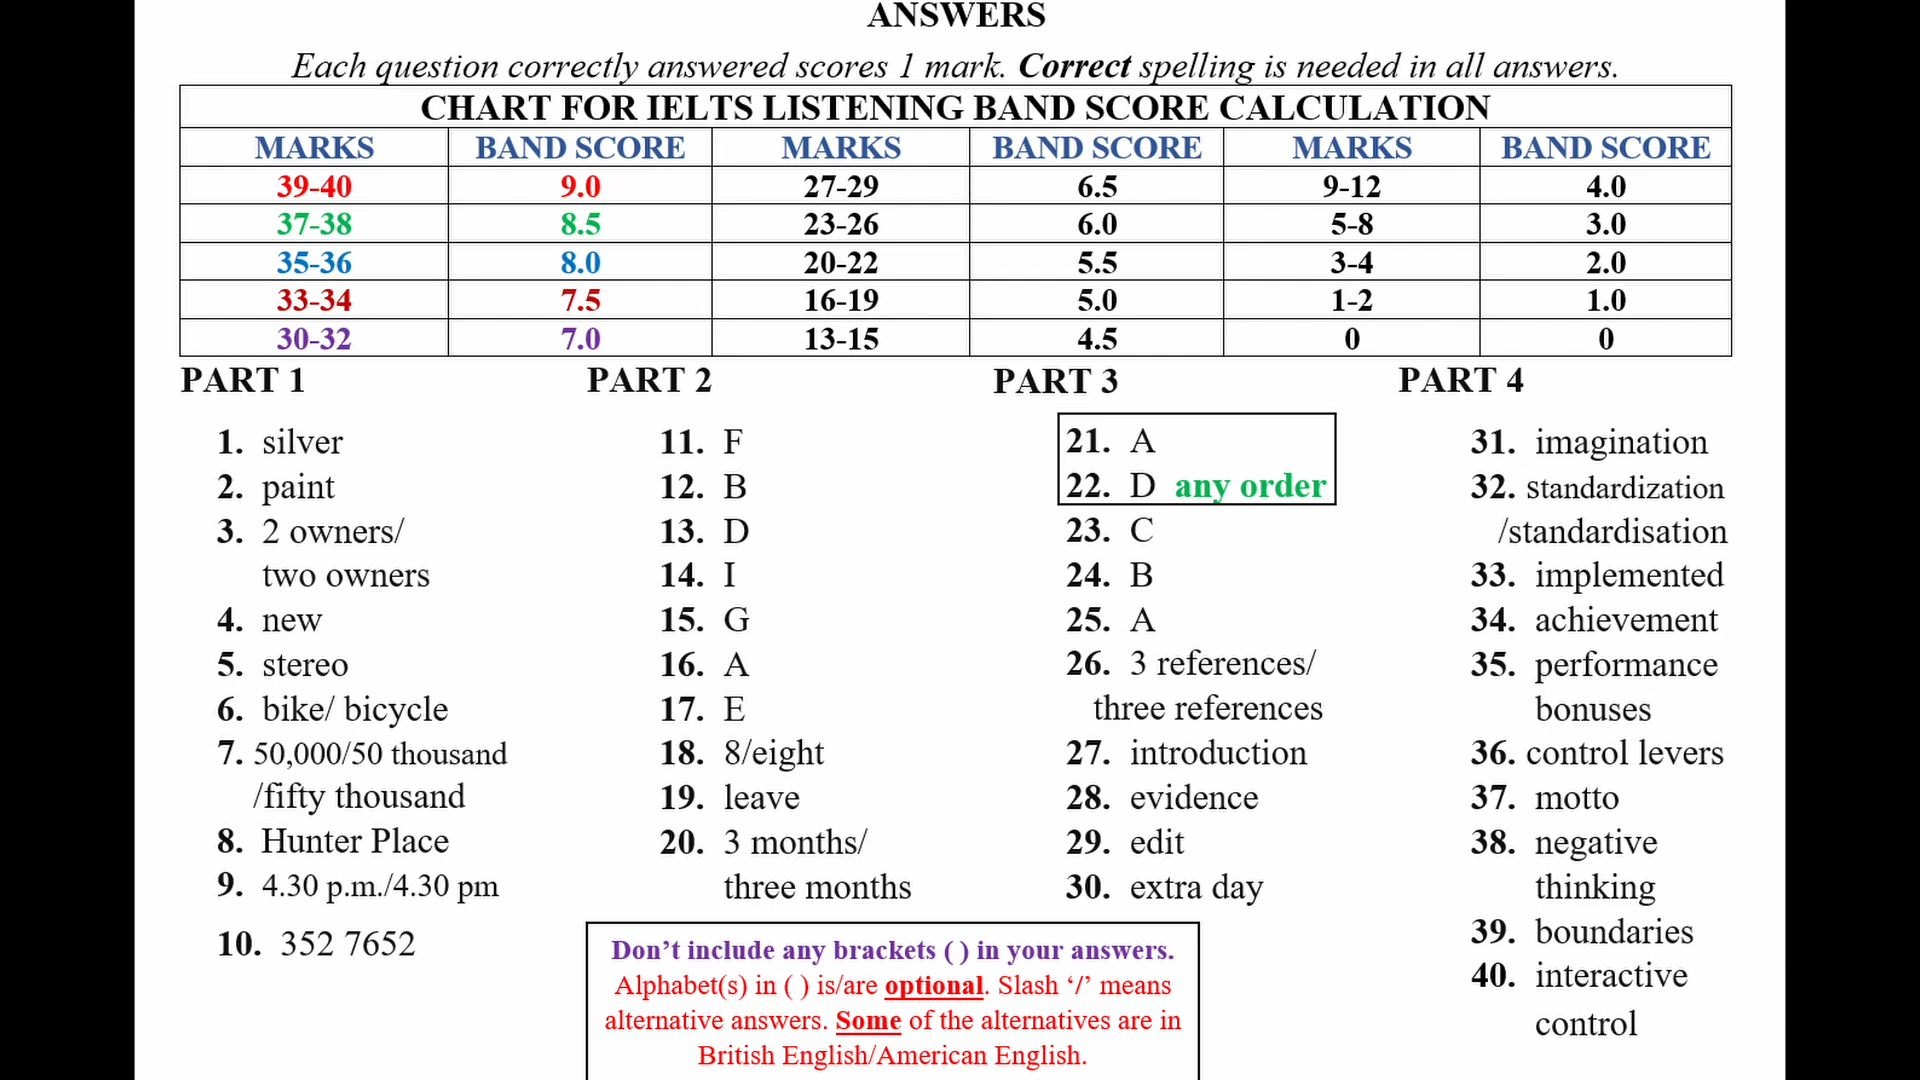 ANSWERS
Each question correctly answered scores 1 mark. Correct spelling is needed in all answers.
CHART FOR IELTS LISTENING BAND SCORE CALCULATION
MARKS BAND SCORE MARKS BAND SCORE MARKS BAND SCORE
39-40 9.0 27-29 6.5 9-12 4.0
37-38 8.5 23-26 6.0 5-8 3.0
35-36 8.0 20-22 5.5 3-4 2.0
33-34 7.5 16-19 5.0 1-2 1.0
30-32 7.0 13-15 4.5 0 0
PART 1
1. silver
2. paint
3. 2 owners/
two owners
4. new
5. stereo
6. bike/ bicycle
7. 50,000/50 thousand
/fifty thousand
8. Hunter Place
9. 4.30 p.m./4.30 pm
10. 352 7652
PART 2
11. F
12. B
13. D
14. I
15. G
16. A
17. E
18. 8/eight
19. leave
20. 3 months/
three months
PART 3
21. A
22. D any order
23. C
24. B
25. A
26. 3 references/
three references
27. introduction
28. evidence
29. edit
30. extra day
PART 4
31. imagination
32. standardization
/standardisation
33. implemented
34. achievement
35. performance
bonuses
36. control levers
37. motto
38. negative
thinking
39. boundaries
40. interactive
control
Don’t include any brackets ( ) in your answers.
Alphabet(s) in ( ) is/are optional. Slash ‘/’ means
alternative answers. Some of the alternatives are in
British English/American English.